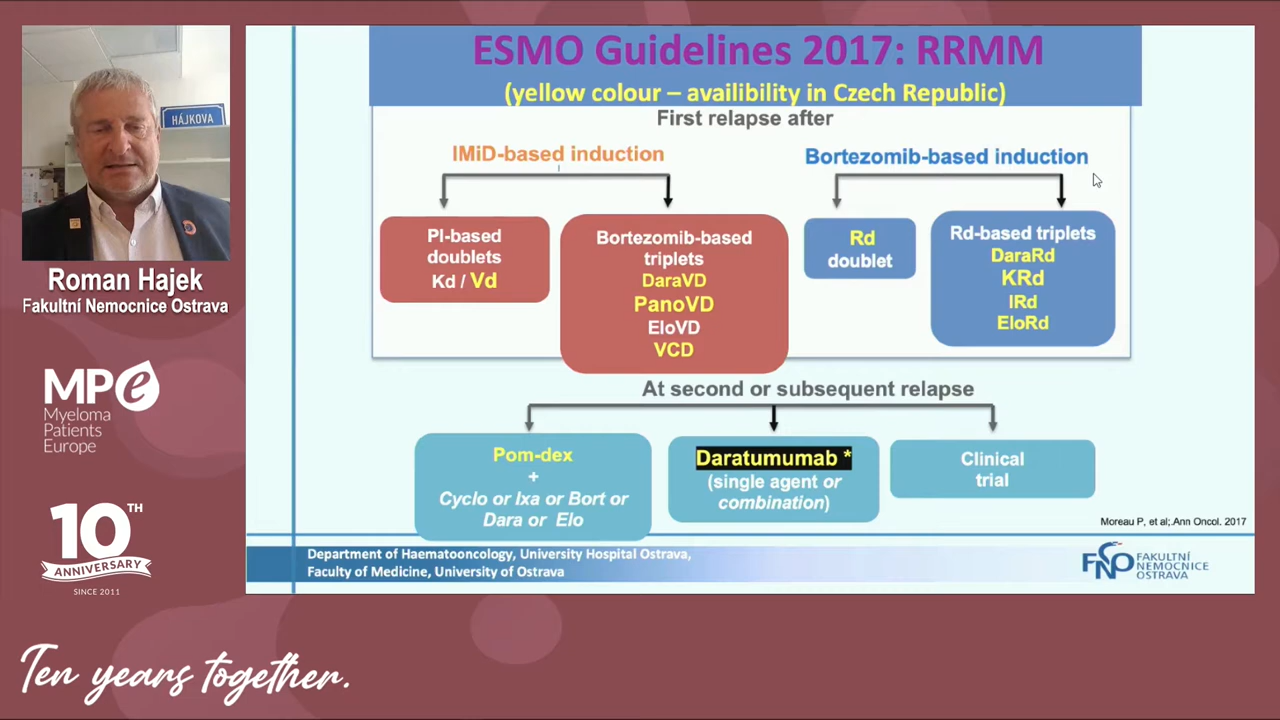 HÁJKOVA
Roman Hajek
Fakultní Nemocnice Ostrava
MPe
Myeloma
Patients
Europe
10TH
ANNIVERSARY
SINCE 2011
Ten years together.
ESMO Guidelines 2017: RRMM
(yellow colour – availibility in Czech Republic)
First relapse after
IMiD-based induction
Bortezomib-based induction
PI-based
doublets
Kd / Vd
Bortezomib-based
triplets
DaraVD
PanoVD
EloVD
VCD
Rd
doublet
Rd-based triplets
DaraRd
KRd
IRd
EloRd
At second or subsequent relapse
Pom-dex
+
Cyclo or Ixa or Bort or
Dara or Elo
Daratumumab *
(single agent or
combination)
Clinical
trial
Moreau P, et al;.Ann Oncol. 2017
Department of Haematooncology, University Hospital Ostrava,
Faculty of Medicine, University of Ostrava
FNO
FAKULTNÍ
NEMOCNICE
OSTRAVA